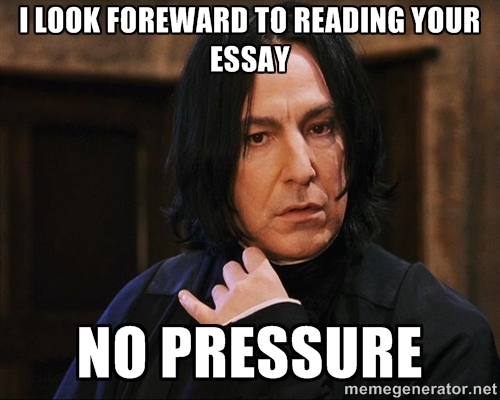 I LOOK FOREWARD TO READING YOUR
ESSAY
NO PRESSURE
memegenerator.net